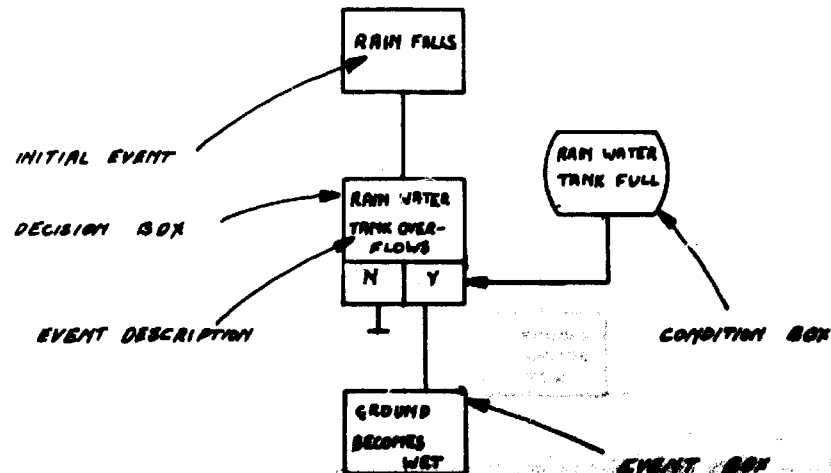 RAIN FALLS
INITIAL EVENT
RAIN WATER
TANK FULL
DECISION BOX
RAIN WATER
TANK OVER-
FLOWS
N Y
EVENT DESCRIPTION
CONDITION BOX
GROUND
BECOMES
WET
EVENT BOX